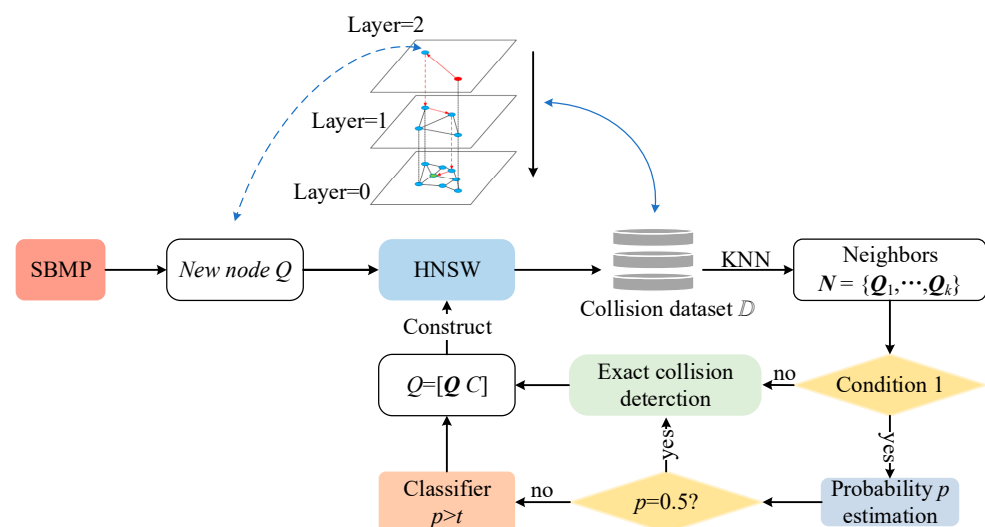 Layer=2
Layer=1
Layer=0
SBMP
New node Q
HNSW
Collision dataset 𝔻
KNN
Neighbors
N = {Q1,⋯,Qk}
Construct
Q=[Q C]
Exact collision
deterction
no
Condition 1
yes
yes
Classifier
p>t
no
p=0.5?
Probability p
estimation